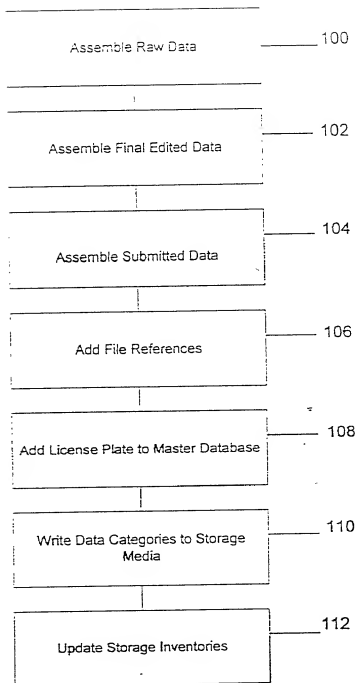 Assemble Raw Data
100
Assemble Final Edited Data
102
Assemble Submitted Data
104
Add File References
106
Add License Plate to Master Database
108
Write Data Categories to Storage
Media
110
Update Storage Inventories
112